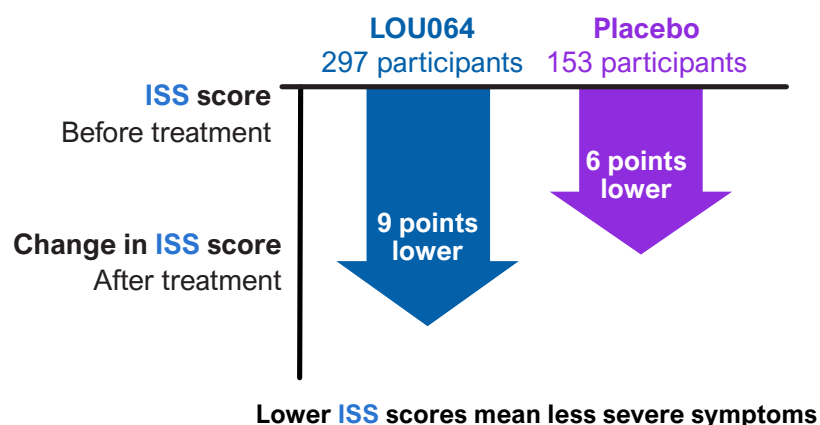 LOU064
297 participants
Placebo
153 participants
ISS score
Before treatment
6 points
lower
9 points
lower
Change in ISS score
After treatment
Lower ISS scores mean less severe symptoms